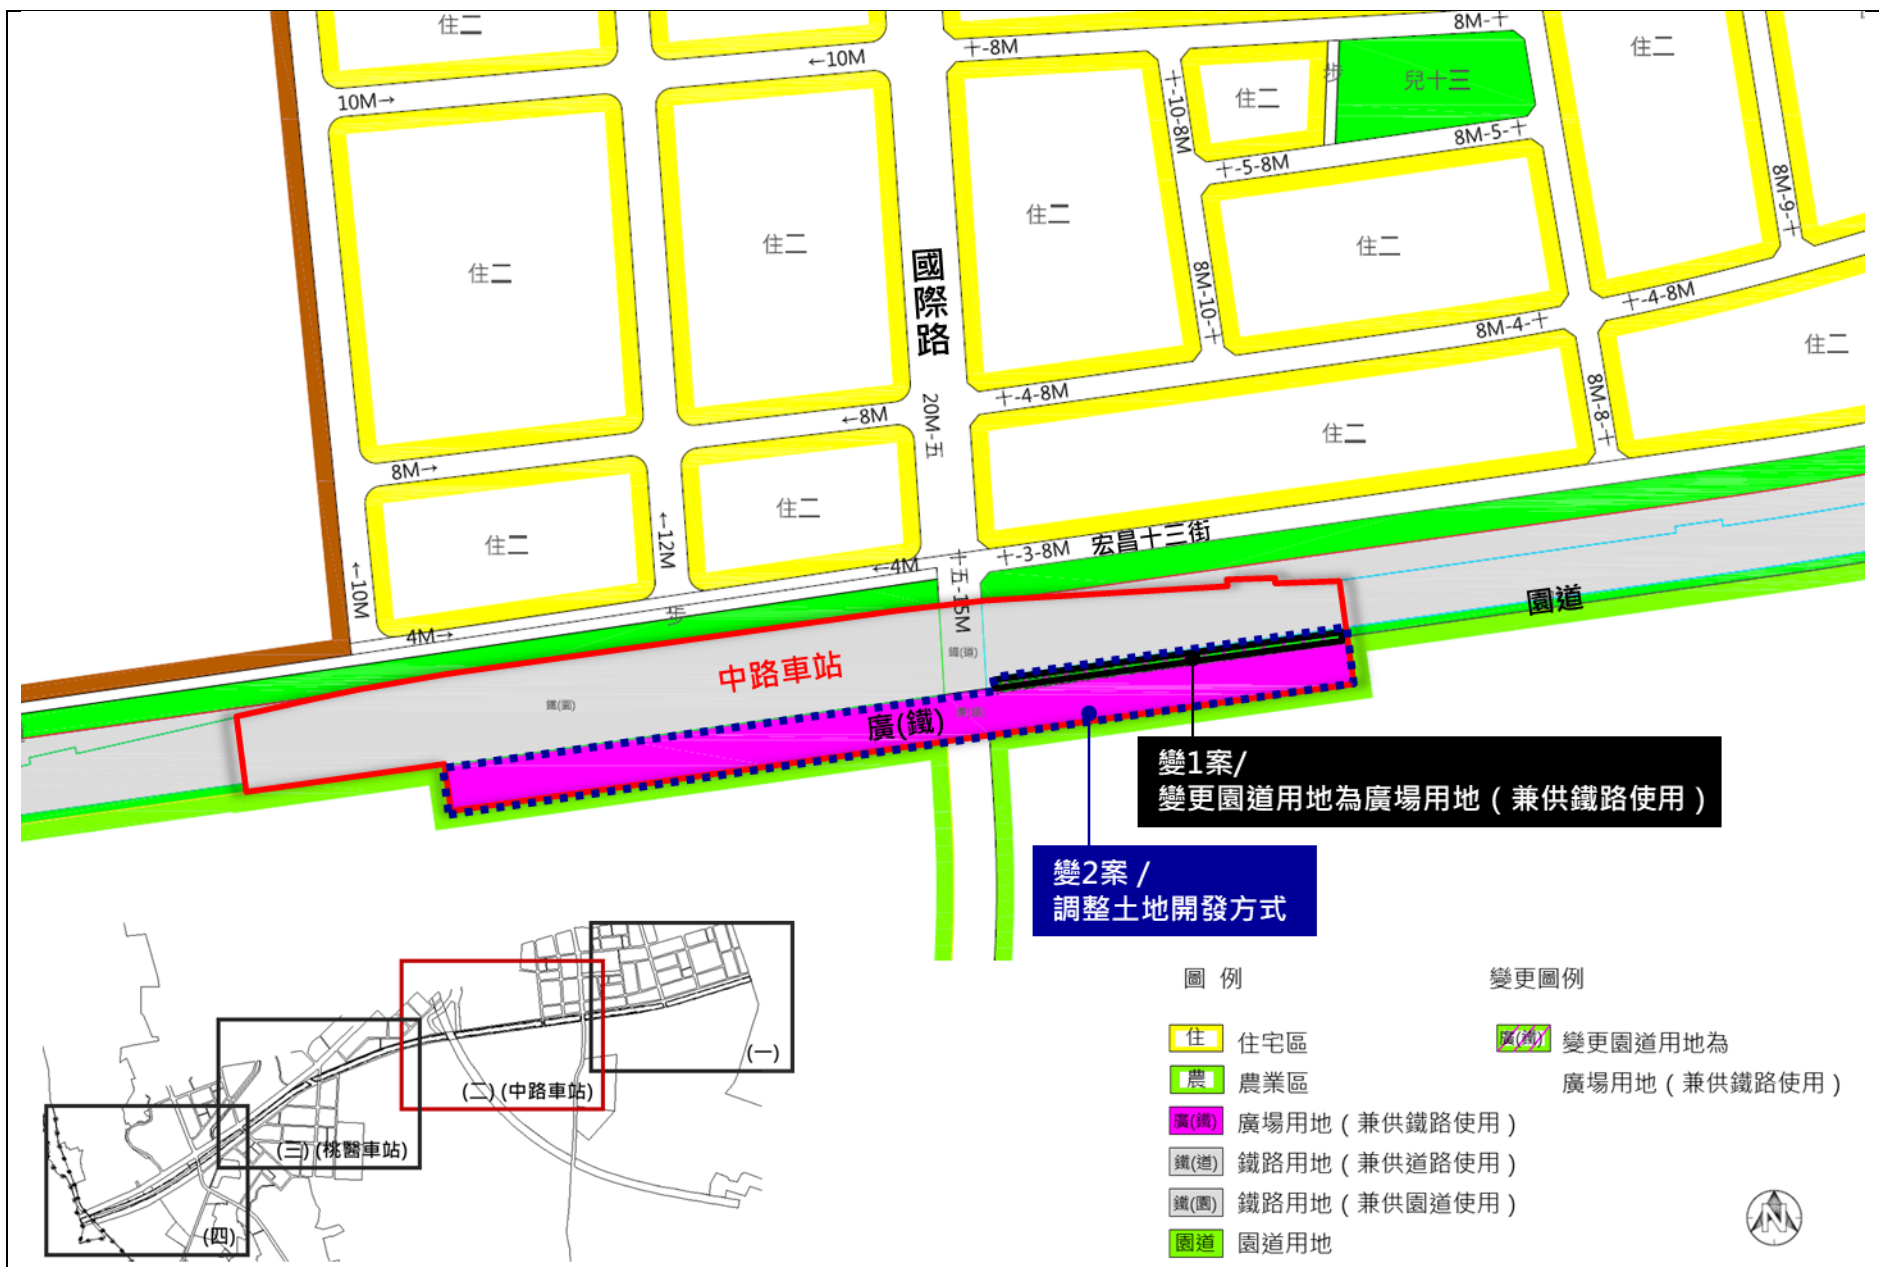 住二
8M-十
十-8M
住二
←10M
住二
步
兒十三
10M→
十-10-8M
8M-5-十
十-5-8M
8M-9-十
住二
住二
住二
住二
8M-10-十
國際路
十-4-8M
8M-4-十
住二
十-4-8M
8M-8-十
20M-五
←8M
住二
8M→
住二
住二
←12M
宏昌十三街
十-3-8M
←4M
十五-15M
←10M
步
4M→
園道
中路車站
鐵(道)
鐵(園)
廣(鐵)
變1案/
變更園道用地為廣場用地（兼供鐵路使用）
變2案 /
調整土地開發方式
(一)
(二) (中路車站)
(三) (桃醫車站)
(四)
圖 例
住 住宅區
農 農業區
廣(鐵) 廣場用地（兼供鐵路使用）
鐵(道) 鐵路用地（兼供道路使用）
鐵(園) 鐵路用地（兼供園道使用）
園道 園道用地
變更圖例
廣(鐵) 變更園道用地為
廣場用地（兼供鐵路使用）
N